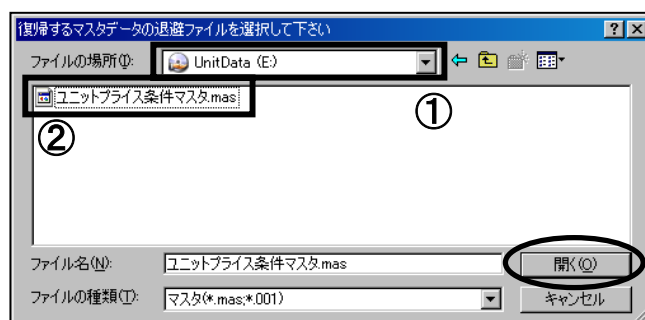 復帰するマスタデータの退避ファイルを選択して下さい
ファイルの場所(I): UnitData (E:)
ユニットプライス条件マスタ.mas
①
②
ファイル名(N): ユニットプライス条件マスタ.mas 開く(O)
ファイルの種類(T): マスタ(*.mas;*.001) キャンセル